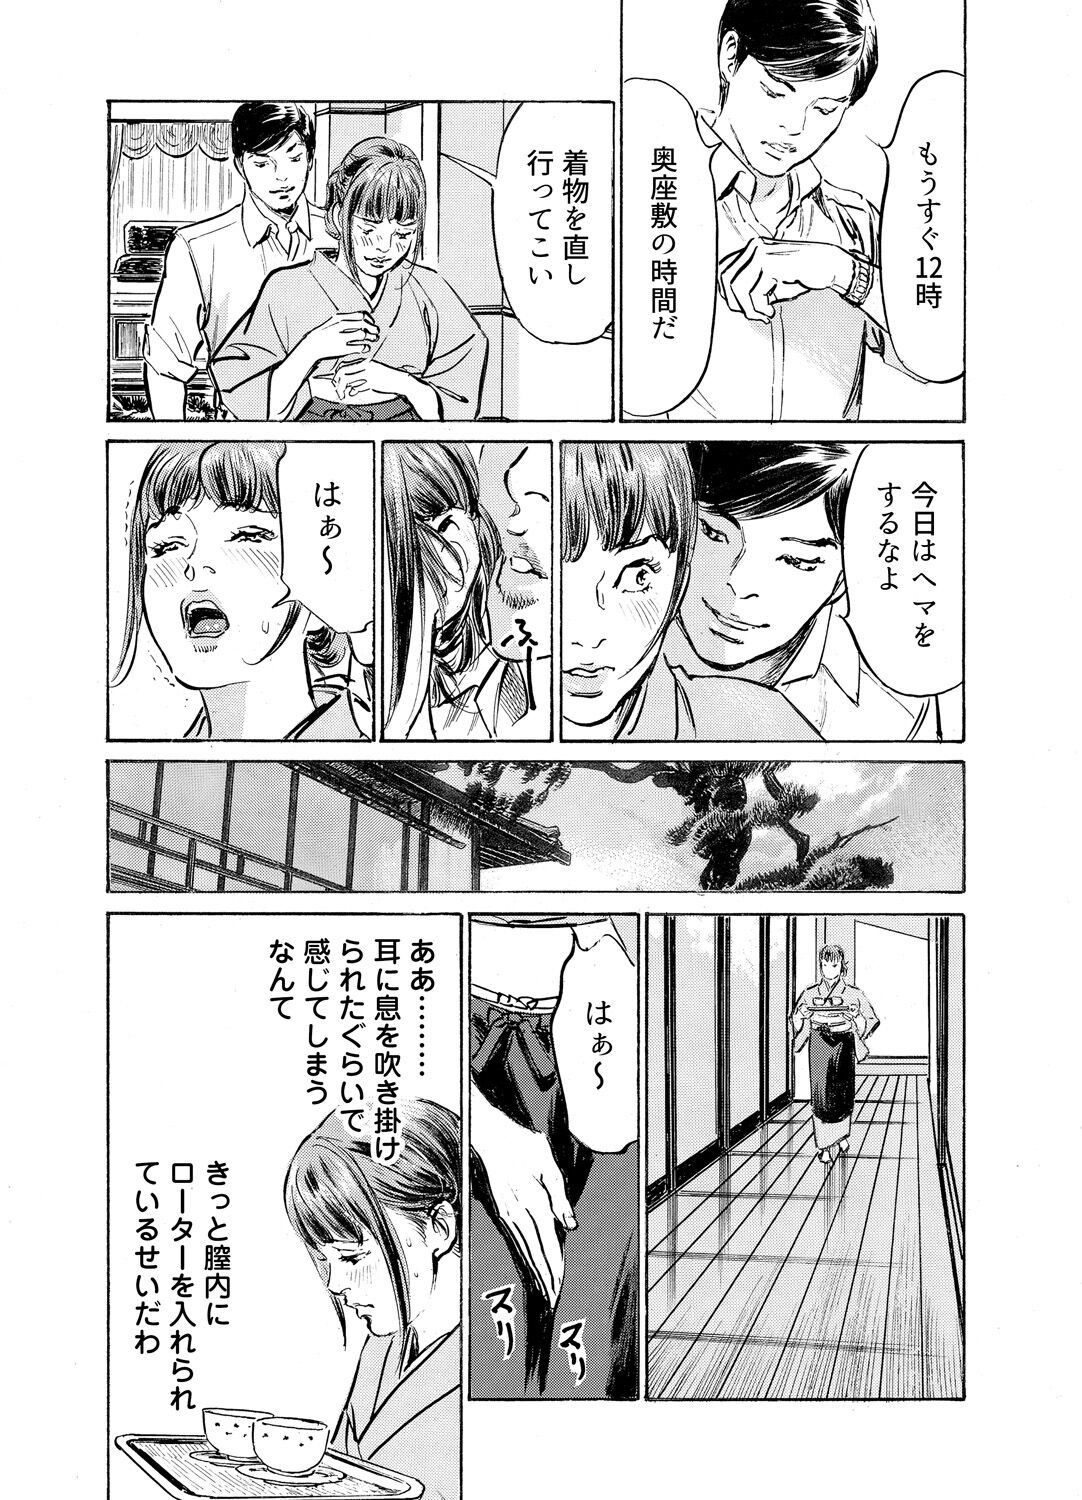 もうすぐ12時
奥座敷の時間だ
着物を直し
行ってこい
今日はヘマを
するなよ
ふー
はぁ〜
はぁ〜
スリ
スリ
ああ………
耳に息を吹き掛け
られたぐらいで
感じてしまう
なんて
きっと膣内に
ローターを入れられ
ているせいだわ